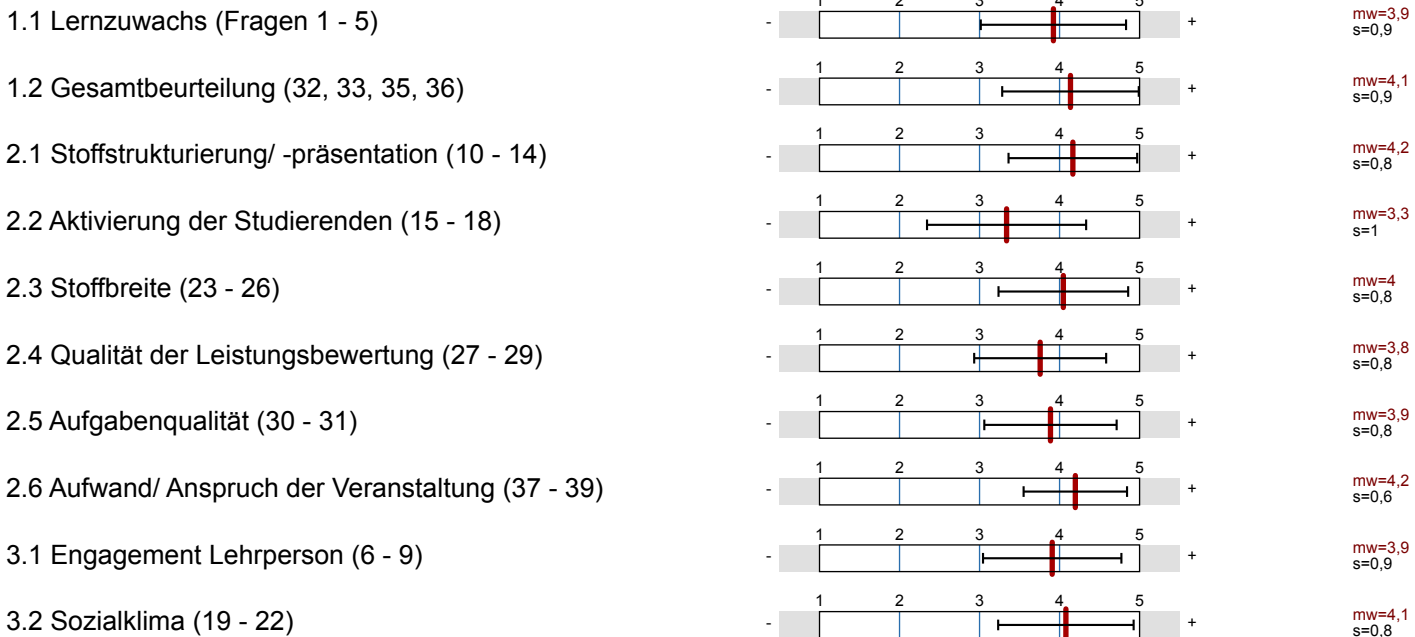 1.1 Lernzuwachs (Fragen 1 - 5)
1 2 3 4 5
- +
mw=3,9
s=0,9
1.2 Gesamtbeurteilung (32, 33, 35, 36)
1 2 3 4 5
- +
mw=4,1
s=0,9
2.1 Stoffstrukturierung/ -präsentation (10 - 14)
1 2 3 4 5
- +
mw=4,2
s=0,8
2.2 Aktivierung der Studierenden (15 - 18)
1 2 3 4 5
- +
mw=3,3
s=1
2.3 Stoffbreite (23 - 26)
1 2 3 4 5
- +
mw=4
s=0,8
2.4 Qualität der Leistungsbewertung (27 - 29)
1 2 3 4 5
- +
mw=3,8
s=0,8
2.5 Aufgabenqualität (30 - 31)
1 2 3 4 5
- +
mw=3,9
s=0,8
2.6 Aufwand/ Anspruch der Veranstaltung (37 - 39)
1 2 3 4 5
- +
mw=4,2
s=0,6
3.1 Engagement Lehrperson (6 - 9)
1 2 3 4 5
- +
mw=3,9
s=0,9
3.2 Sozialklima (19 - 22)
1 2 3 4 5
- +
mw=4,1
s=0,8